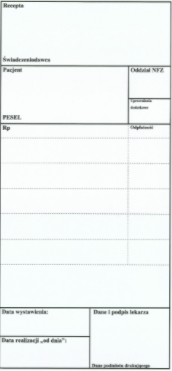 Recepta
Świadczeniodawca
Pacjent
Oddział NFZ
Uprawnienia
dodatkowe
PESEL
Rp
Odpłatność
Data wystawienia:
Dane i podpis lekarza
Data realizacji „od dnia”:
Dane podmiotu drukującego